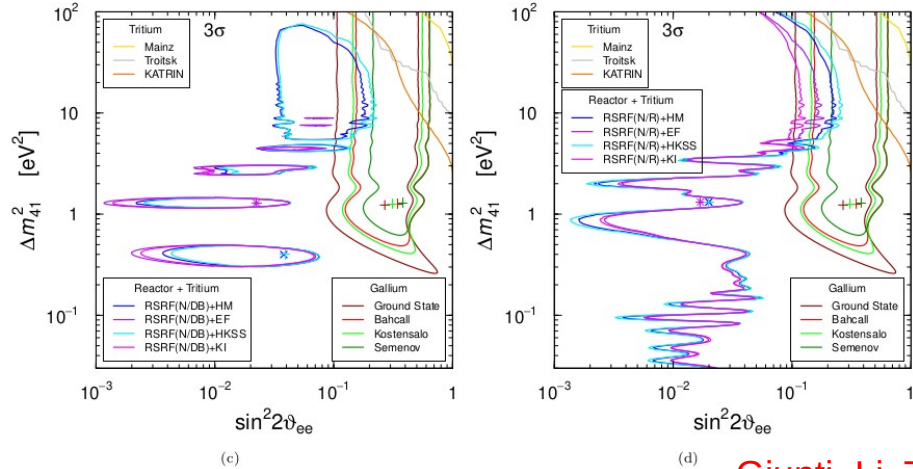 3σ
Tritium
Mainz
Troitsk
KATRIN
10²
10
1
10⁻¹
Δm²₄₁ [eV²]
Reactor + Tritium
RSRF(N/DB)+HM
RSRF(N/DB)+EF
RSRF(N/DB)+HKSS
RSRF(N/DB)+KI
Gallium
Ground State
Bahcall
Kostensalo
Semenov
10⁻³
10⁻²
10⁻¹
1
sin²2ϑee
(c)
3σ
Tritium
Mainz
Troitsk
KATRIN
Reactor + Tritium
RSRF(N/R)+HM
RSRF(N/R)+EF
RSRF(N/R)+HKSS
RSRF(N/R)+KI
10²
10
1
10⁻¹
Δm²₄₁ [eV²]
Gallium
Ground State
Bahcall
Kostensalo
Semenov
10⁻³
10⁻²
10⁻¹
1
sin²2ϑee
(d)